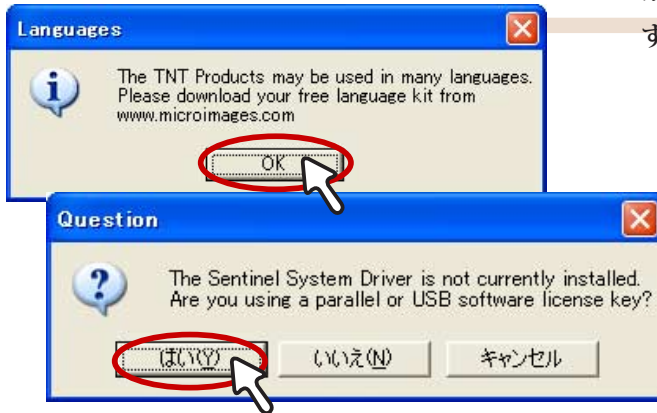 Languages
The TNT Products may be used in many languages.
Please download your free language kit from
www.microimages.com
OK
Question
The Sentinel System Driver is not currently installed.
Are you using a parallel or USB software license key?
はい(Y)
いいえ(N)
キャンセル
す